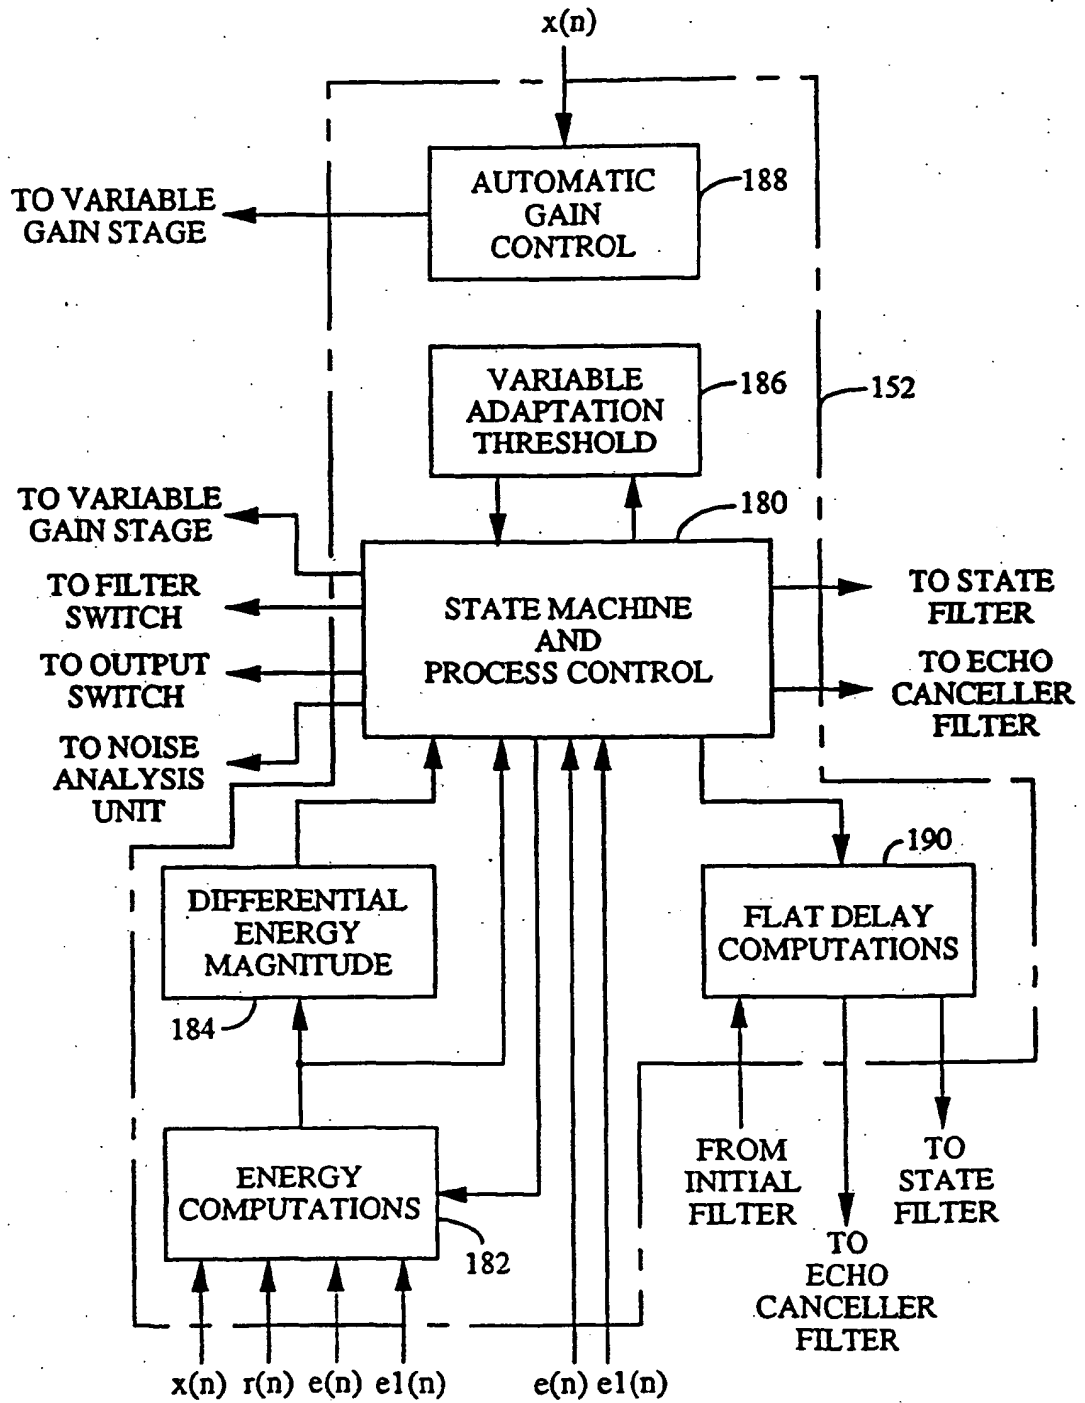 x(n)
AUTOMATIC
GAIN
CONTROL
188
TO VARIABLE
GAIN STAGE
VARIABLE
ADAPTATION
THRESHOLD
186
152
TO VARIABLE
GAIN STAGE
180
TO FILTER
SWITCH
STATE MACHINE
AND
PROCESS CONTROL
TO STATE
FILTER
TO OUTPUT
SWITCH
TO ECHO
CANCELLER
FILTER
TO NOISE
ANALYSIS
UNIT
190
DIFFERENTIAL
ENERGY
MAGNITUDE
184
FLAT DELAY
COMPUTATIONS
ENERGY
COMPUTATIONS
182
FROM
INITIAL
FILTER
TO
STATE
FILTER
TO
ECHO
CANCELLER
FILTER
x(n) r(n) e(n) e1(n) e(n) e1(n)